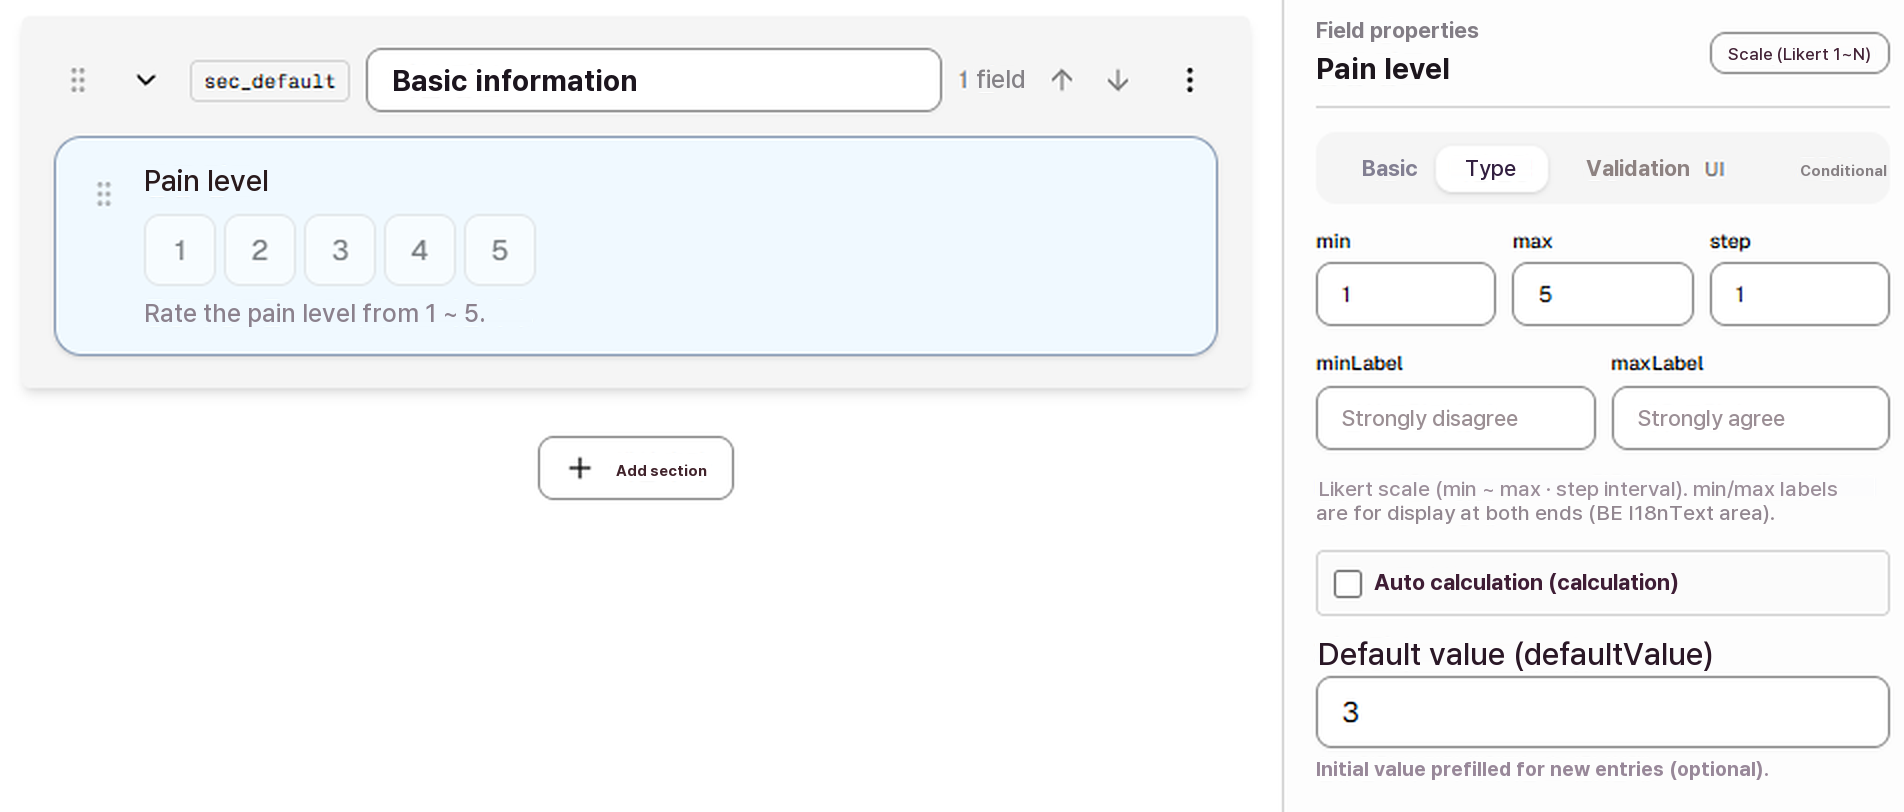 sec_default
Basic information
1 field
Pain level
1 2 3 4 5
Rate the pain level from 1 ~ 5.
Add section
Field properties
Pain level
Scale (Likert 1~N)
Basic Type Validation UI Conditional
min max step
1 5 1
minLabel maxLabel
Strongly disagree Strongly agree
Likert scale (min ~ max · step interval). min/max labels
are for display at both ends (BE I18nText area).
Auto calculation (calculation)
Default value (defaultValue)
3
Initial value prefilled for new entries (optional).